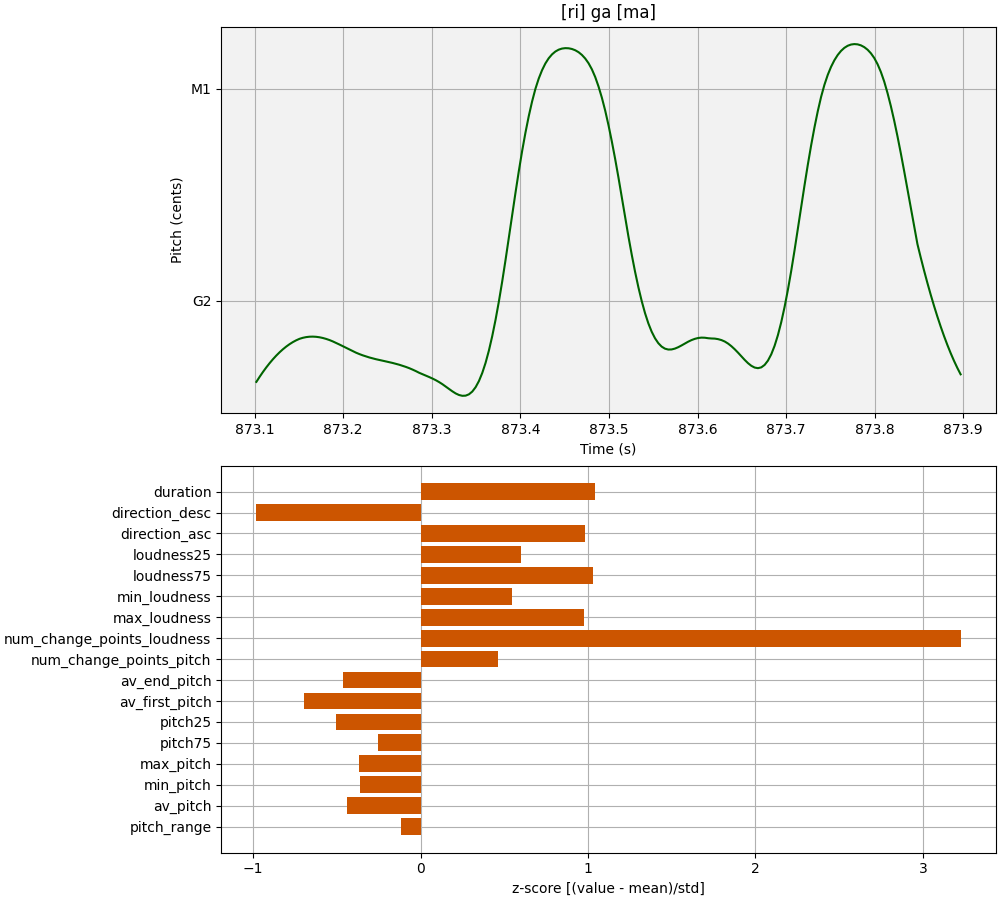 [ri] ga [ma]
M1
G2
Pitch (cents)
873.1 873.2 873.3 873.4 873.5 873.6 873.7 873.8 873.9
Time (s)
duration
direction_desc
direction_asc
loudness25
loudness75
min_loudness
max_loudness
num_change_points_loudness
num_change_points_pitch
av_end_pitch
av_first_pitch
pitch25
pitch75
max_pitch
min_pitch
av_pitch
pitch_range
−1 0 1 2 3
z-score [(value - mean)/std]